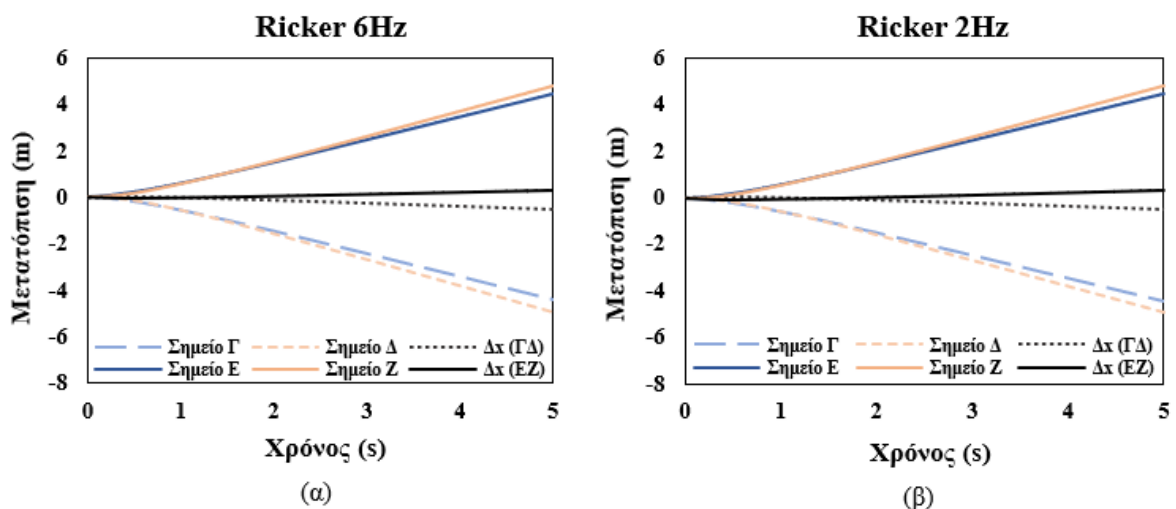 Ricker 6Hz
6
4
2
0
-2
-4
-6
-8
Μετατόπιση (m)
Σημείο Γ
Σημείο Δ
Δx (ΓΔ)
Σημείο Ε
Σημείο Ζ
Δx (ΕΖ)
0 1 2 3 4 5
Χρόνος (s)
(α)
Ricker 2Hz
6
4
2
0
-2
-4
-6
-8
Μετατόπιση (m)
Σημείο Γ
Σημείο Δ
Δx (ΓΔ)
Σημείο Ε
Σημείο Ζ
Δx (ΕΖ)
0 1 2 3 4 5
Χρόνος (s)
(β)